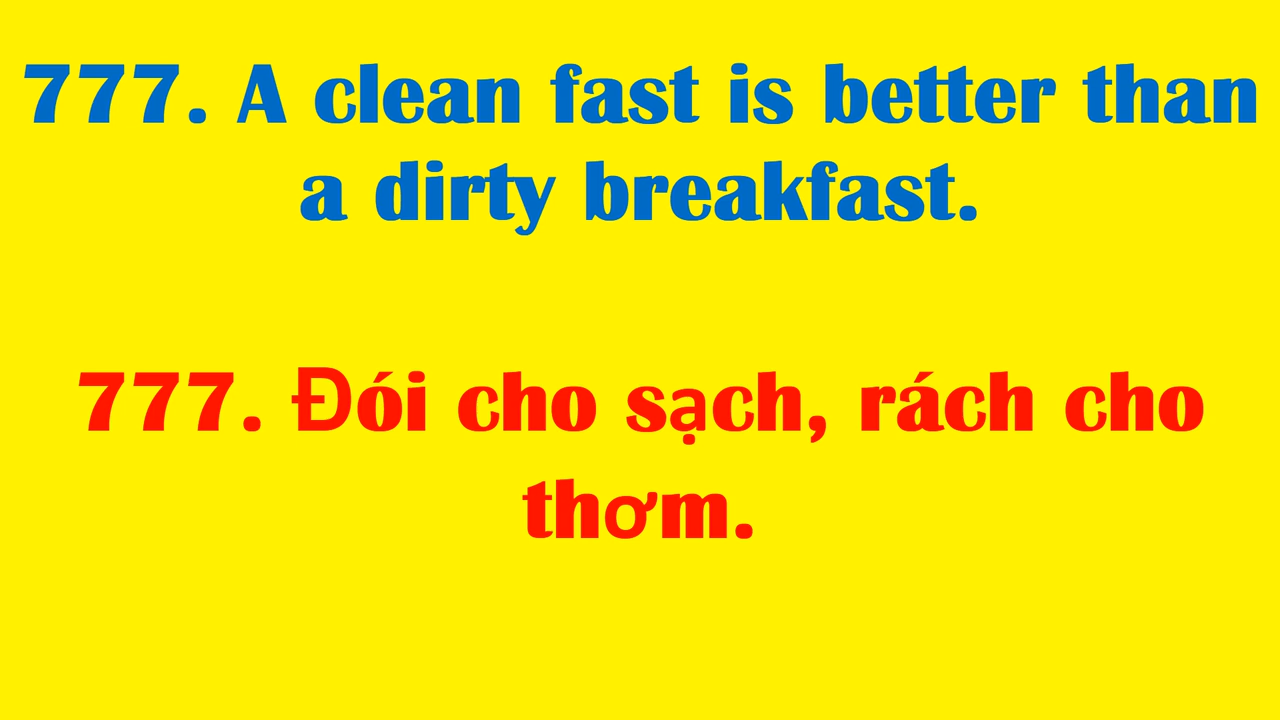 777. A clean fast is better than
a dirty breakfast.
777. Đói cho sạch, rách cho
thơm.